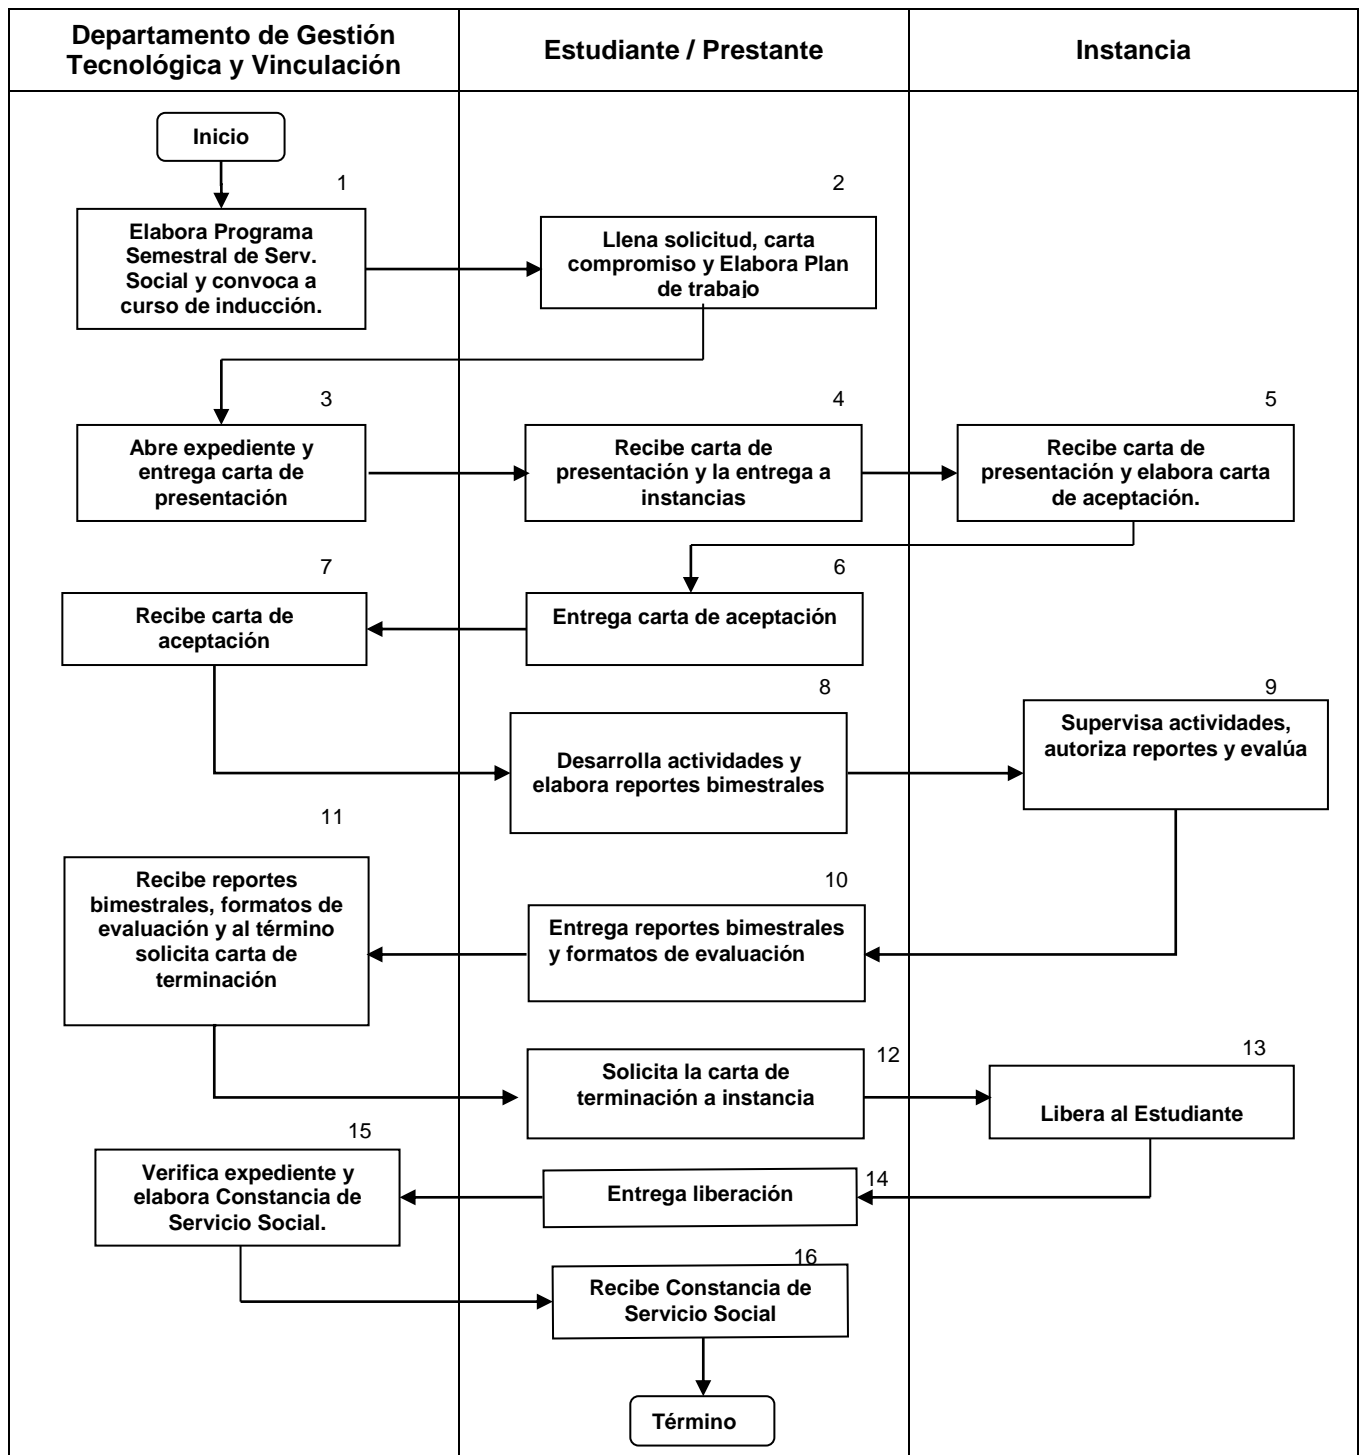 Departamento de Gestión
Tecnológica y Vinculación
Estudiante / Prestante
Instancia
Inicio
1
Elabora Programa
Semestral de Serv.
Social y convoca a
curso de inducción.
2
Llena solicitud, carta
compromiso y Elabora Plan
de trabajo
3
Abre expediente y
entrega carta de
presentación
4
Recibe carta de
presentación y la entrega a
instancias
5
Recibe carta de
presentación y elabora carta
de aceptación.
6
Entrega carta de aceptación
7
Recibe carta de
aceptación
8
Desarrolla actividades y
elabora reportes bimestrales
9
Supervisa actividades,
autoriza reportes y evalúa
10
Entrega reportes bimestrales
y formatos de evaluación
11
Recibe reportes
bimestrales, formatos de
evaluación y al término
solicita carta de
terminación
12
Solicita la carta de
terminación a instancia
13
Libera al Estudiante
14
Entrega liberación
15
Verifica expediente y
elabora Constancia de
Servicio Social.
16
Recibe Constancia de
Servicio Social
Término